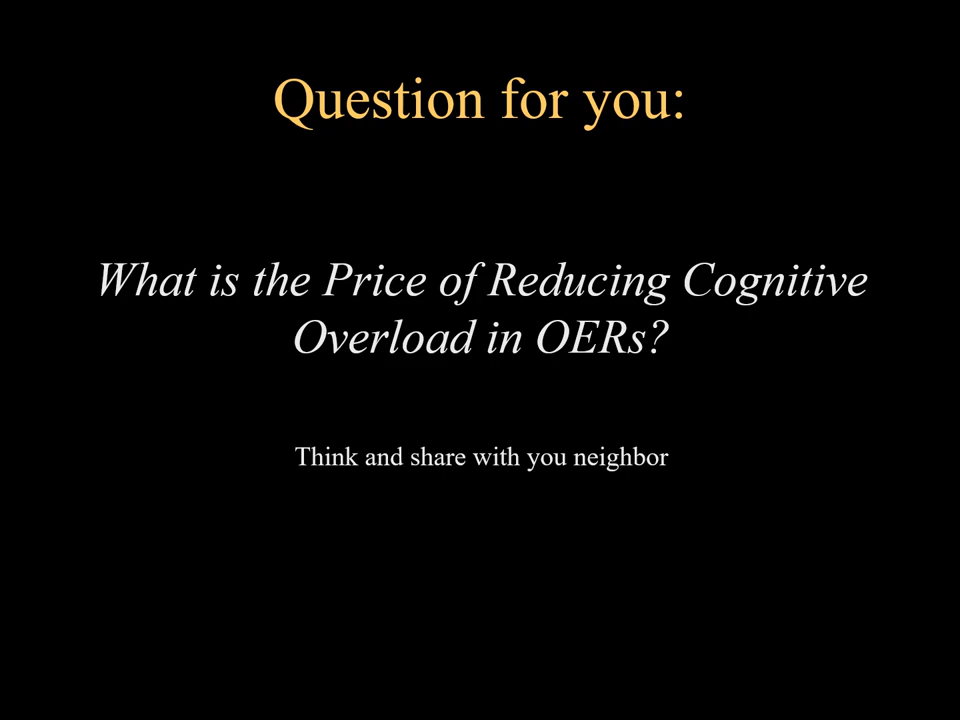 Question for you:
What is the Price of Reducing Cognitive
Overload in OERs?
Think and share with you neighbor